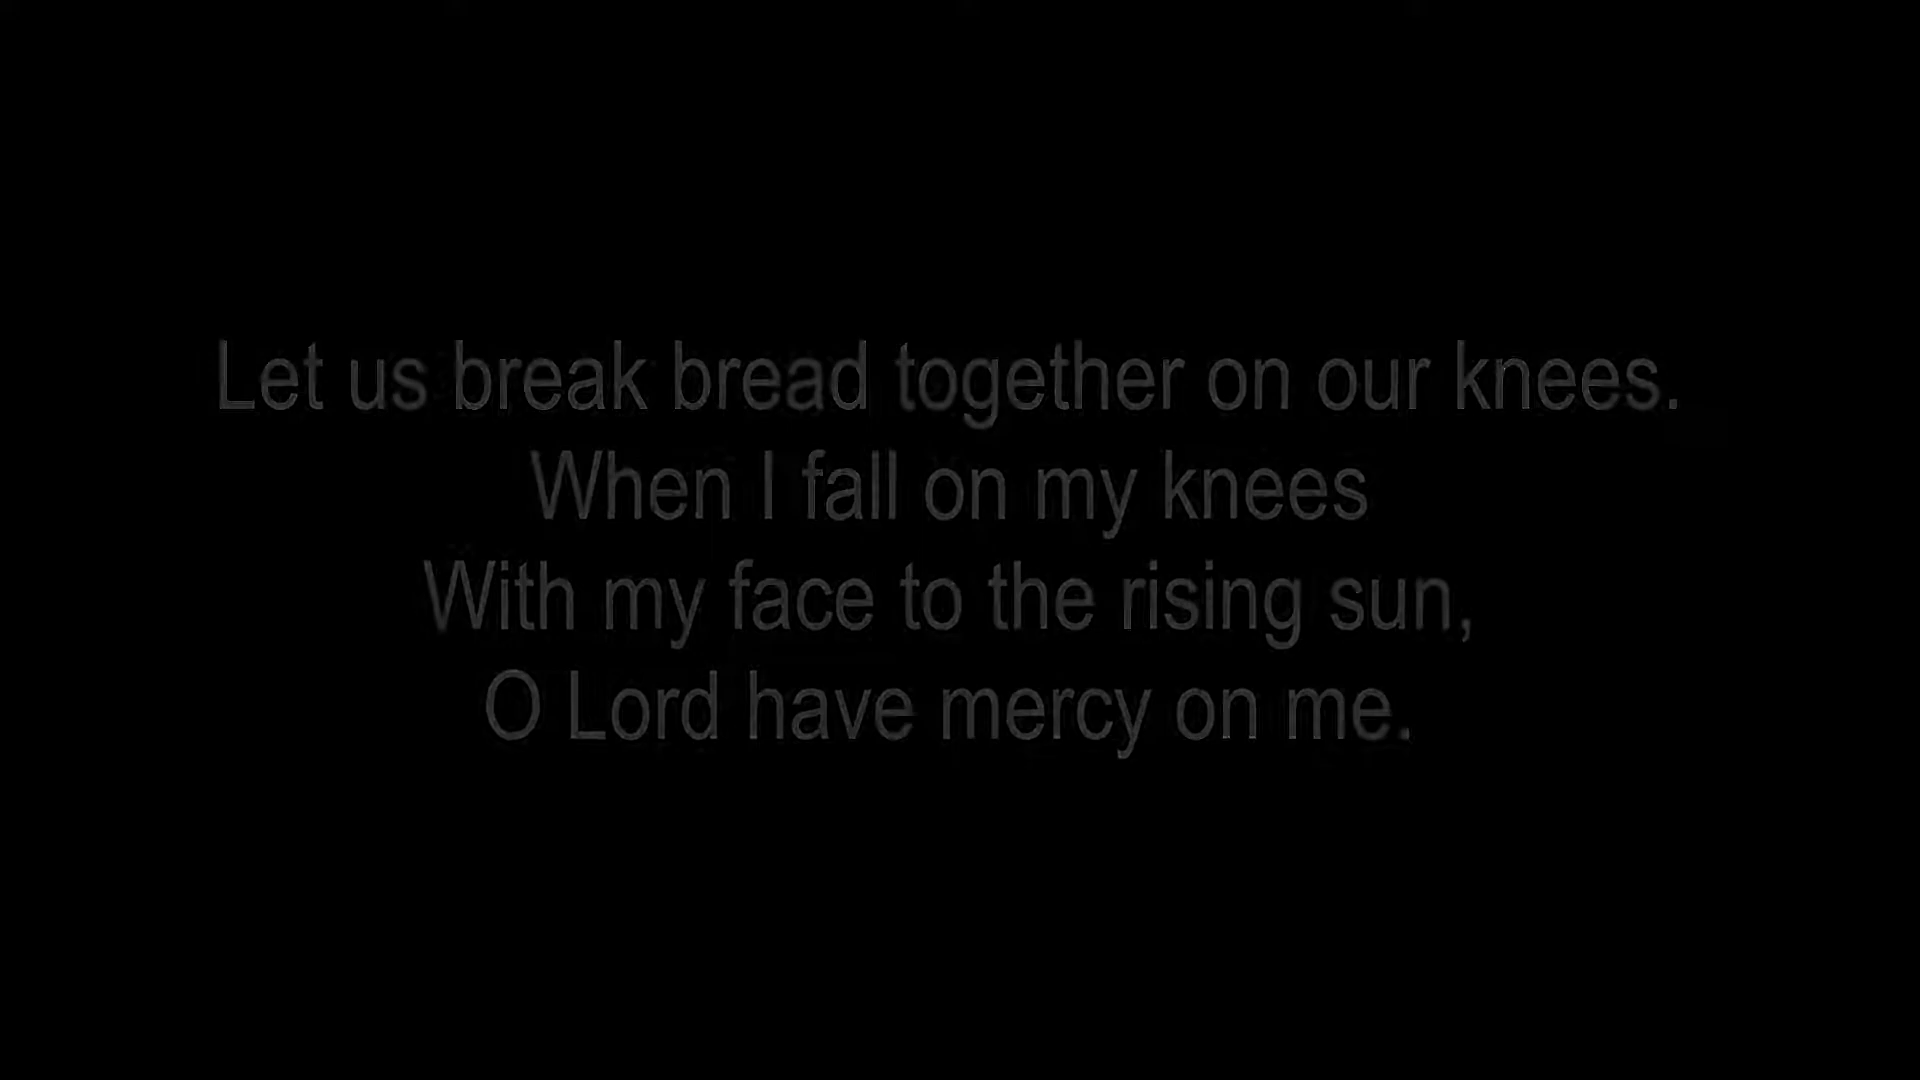 Let us break bread together on our knees.
When I fall on my knees
With my face to the rising sun,
O Lord have mercy on me.